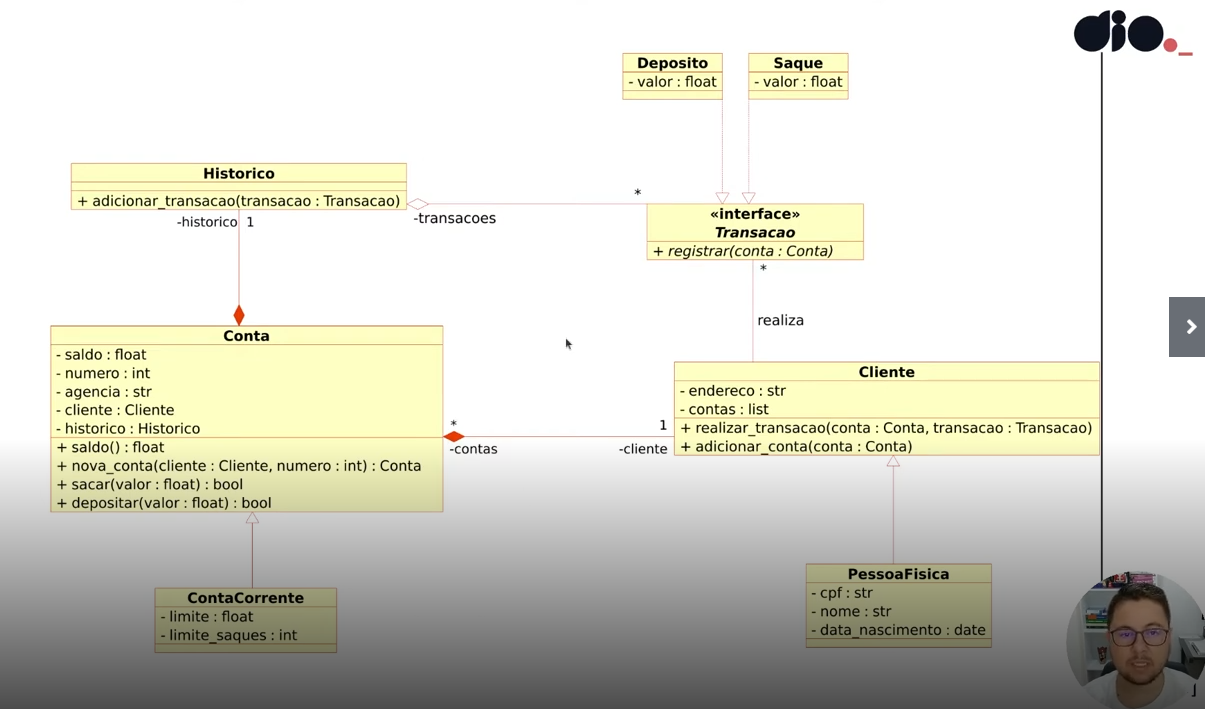 dio._
Deposito
- valor : float
Saque
- valor : float
Historico
+ adicionar_transacao(transacao : Transacao)
-historico 1
-transacoes
*
«interface»
Transacao
+ registrar(conta : Conta)
*
realiza
Conta
- saldo : float
- numero : int
- agencia : str
- cliente : Cliente
- historico : Historico
+ saldo() : float
+ nova_conta(cliente : Cliente, numero : int) : Conta
+ sacar(valor : float) : bool
+ depositar(valor : float) : bool
*
-contas
1
-cliente
Cliente
- endereco : str
- contas : list
+ realizar_transacao(conta : Conta, transacao : Transacao)
+ adicionar_conta(conta : Conta)
ContaCorrente
- limite : float
- limite_saques : int
PessoaFisica
- cpf : str
- nome : str
- data_nascimento : date